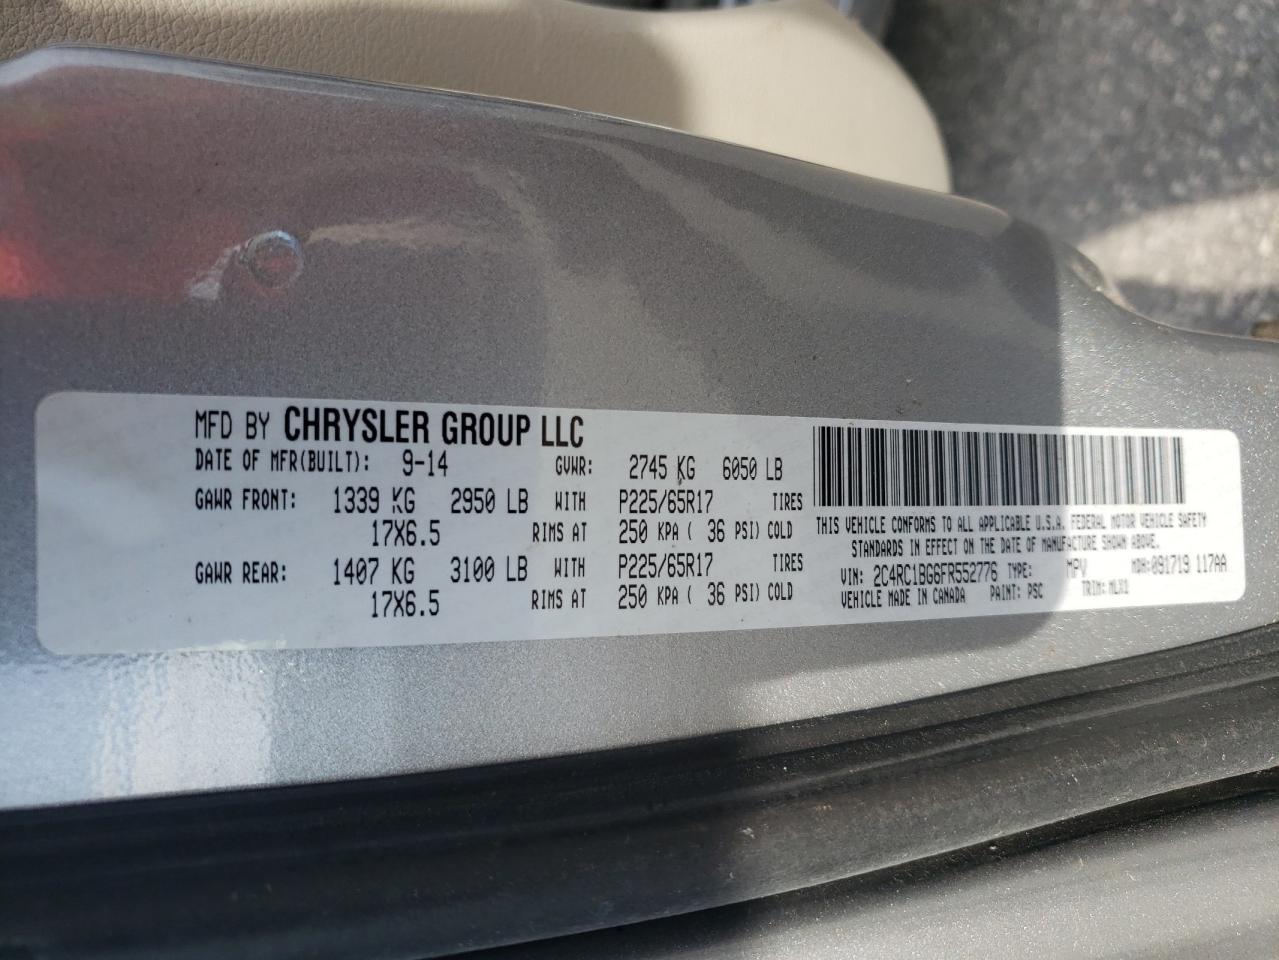 MFD BY CHRYSLER GROUP LLC
DATE OF MFR(BUILT): 9-14 GVWR: 2745 KG 6050 LB
GAWR FRONT: 1339 KG 2950 LB WITH P225/65R17 TIRES
17X6.5 RIMS AT 250 KPA ( 36 PSI) COLD
GAWR REAR: 1407 KG 3100 LB WITH P225/65R17 TIRES
17X6.5 RIMS AT 250 KPA ( 36 PSI) COLD
THIS VEHICLE CONFORMS TO ALL APPLICABLE U.S.A. FEDERAL MOTOR VEHICLE SAFETY
STANDARDS IN EFFECT ON THE DATE OF MANUFACTURE SHOWN ABOVE.
VIN: 2C4RC1BG6FR552776 TYPE: MPV MDH:091719 117AA
VEHICLE MADE IN CANADA PAINT: PSC TRIM: